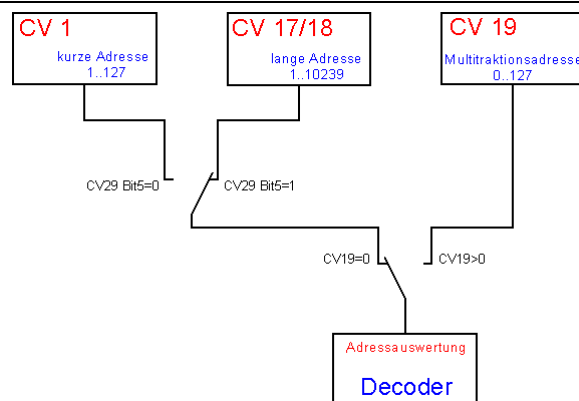 CV 1
kurze Adresse
1..127
CV 17/18
lange Adresse
1..10239
CV 19
Multitraktionsadresse
0..127
CV29 Bit5=0
CV29 Bit5=1
CV19=0
CV19>0
Adressauswertung
Decoder